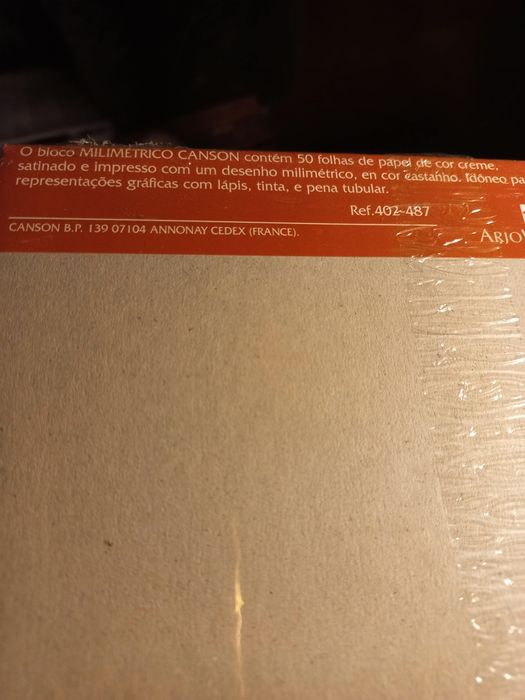 O bloco MILIMÉTRICO CANSON contém 50 folhas de papel de cor creme,
satinado e impresso com um desenho milimétrico, en cor castanho. Idóneo pa
representações gráficas com lápis, tinta, e pena tubular.
Ref.402-487
CANSON B.P. 139 07104 ANNONAY CEDEX (FRANCE).
ARJO